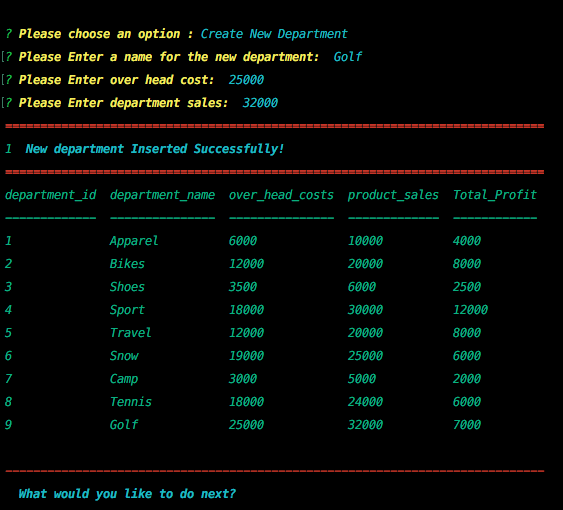 ? Please choose an option : Create New Department
[? Please Enter a name for the new department:  Golf
[? Please Enter over head cost:  25000
[? Please Enter department sales:  32000
=============================================================================
1  New department Inserted Successfully!
=============================================================================
department_id  department_name  over_head_costs  product_sales  Total_Profit
-------------  ---------------  ---------------  -------------  ------------
1              Apparel          6000             10000          4000
2              Bikes            12000            20000          8000
3              Shoes            3500             6000           2500
4              Sport            18000            30000          12000
5              Travel           12000            20000          8000
6              Snow             19000            25000          6000
7              Camp             3000             5000           2000
8              Tennis           18000            24000          6000
9              Golf             25000            32000          7000
-----------------------------------------------------------------------------
What would you like to do next?